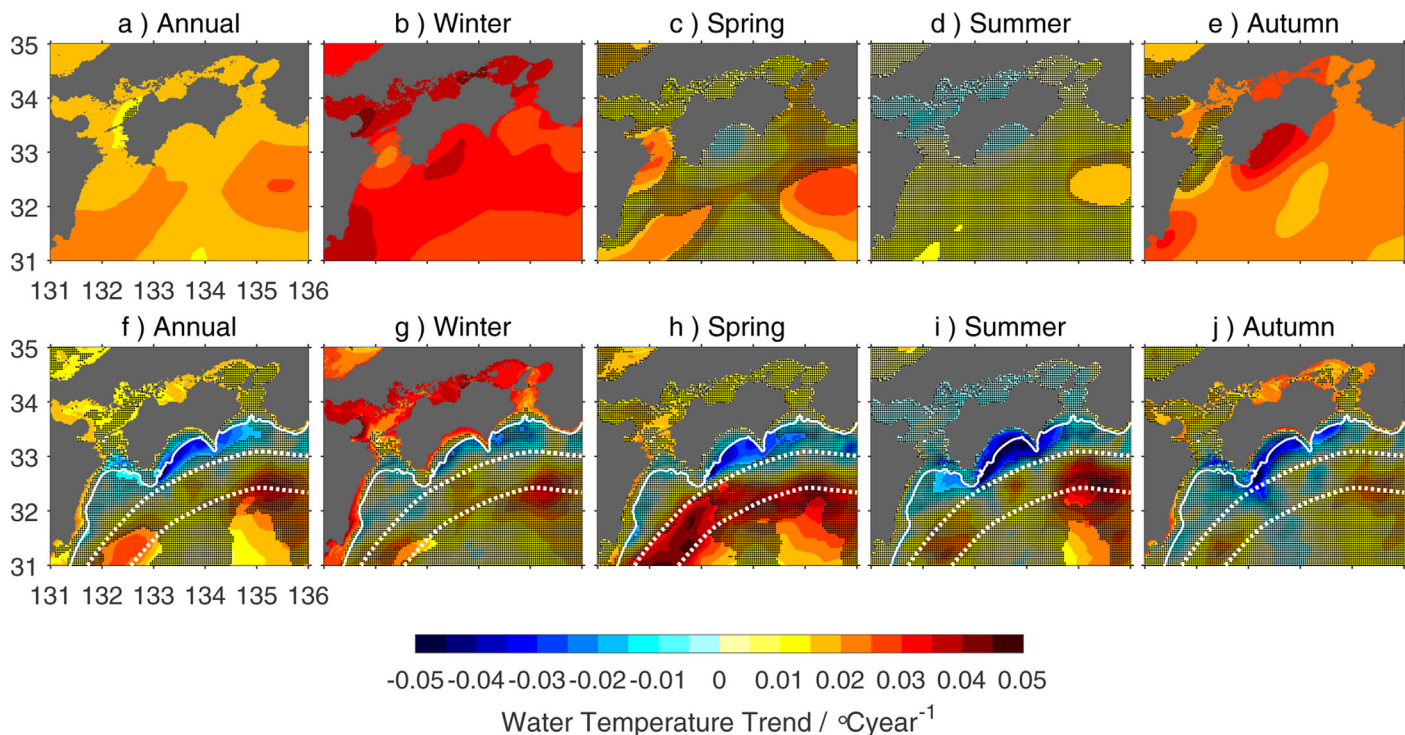 a ) Annual b ) Winter c ) Spring d ) Summer e ) Autumn
35
34
33
32
31
131 132 133 134 135 136
f ) Annual g ) Winter h ) Spring i ) Summer j ) Autumn
35
34
33
32
31
131 132 133 134 135 136
-0.05 -0.04 -0.03 -0.02 -0.01 0 0.01 0.02 0.03 0.04 0.05
Water Temperature Trend / °Cyear⁻¹